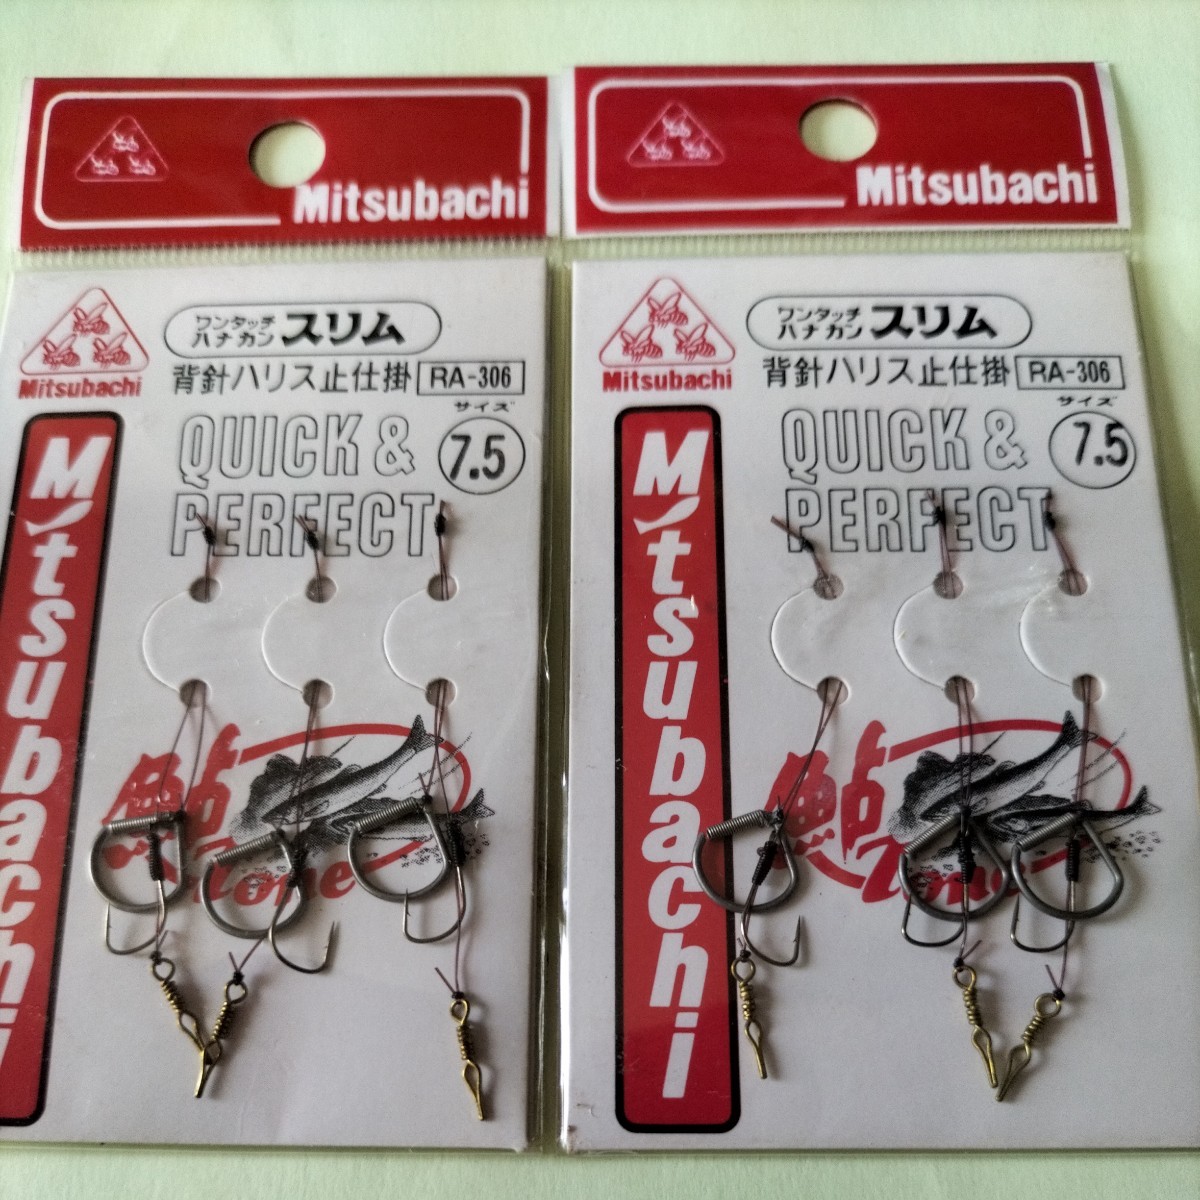 Mitsubachi
Mitsubachi
ワンタッチ
ハナカン スリム
背針ハリス止仕掛 RA-306
Mitsubachi
サイズ
QUICK &
7.5
PERFECT
Mitsubachi
鮎
Zone
ワンタッチ
ハナカン スリム
背針ハリス止仕掛 RA-306
Mitsubachi
サイズ
QUICK &
7.5
PERFECT
Mitsubachi
鮎
Zone